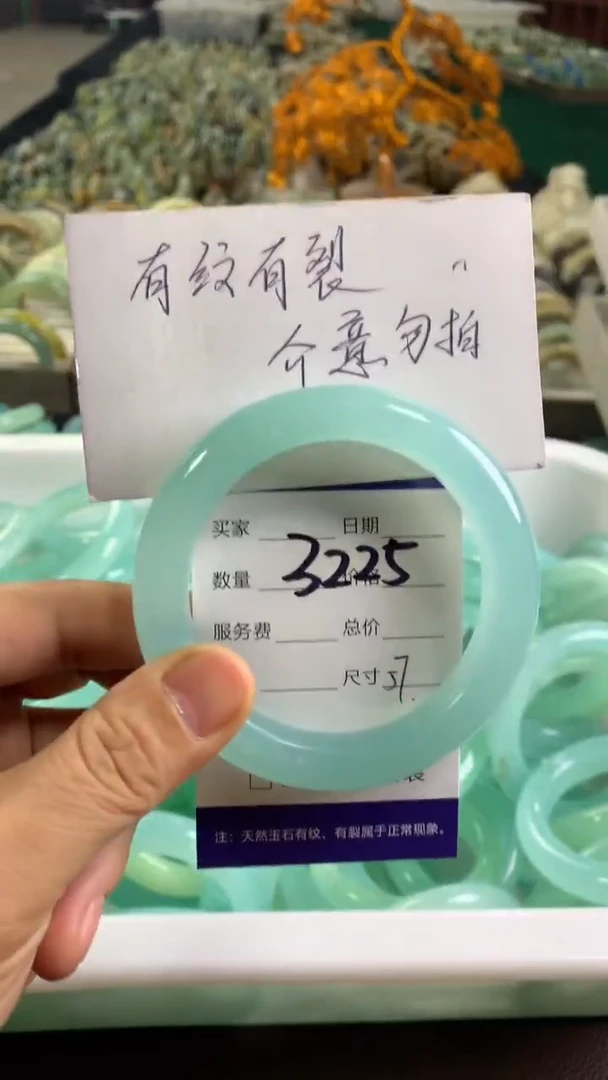 有纹有裂
介意勿拍
买家 日期
3225
数量
服务费 总价
尺寸 57.
注：天然玉石有纹、有裂属于正常现象。